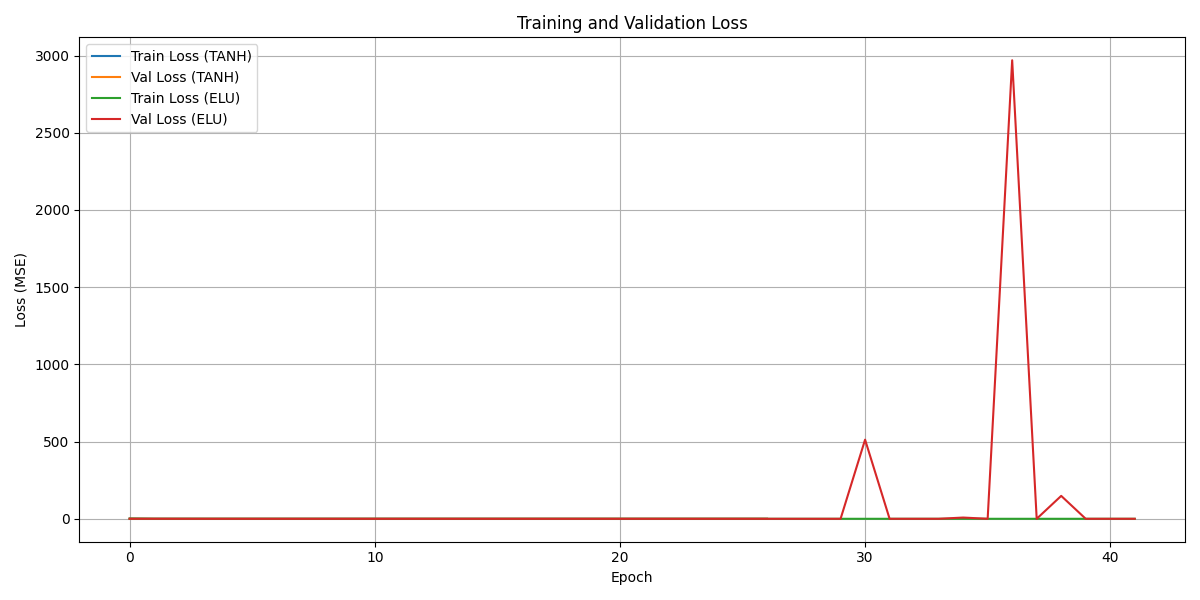 Training and Validation Loss
Train Loss (TANH)
Val Loss (TANH)
Train Loss (ELU)
Val Loss (ELU)
Loss (MSE)
3000
2500
2000
1500
1000
500
0
0 10 20 30 40
Epoch